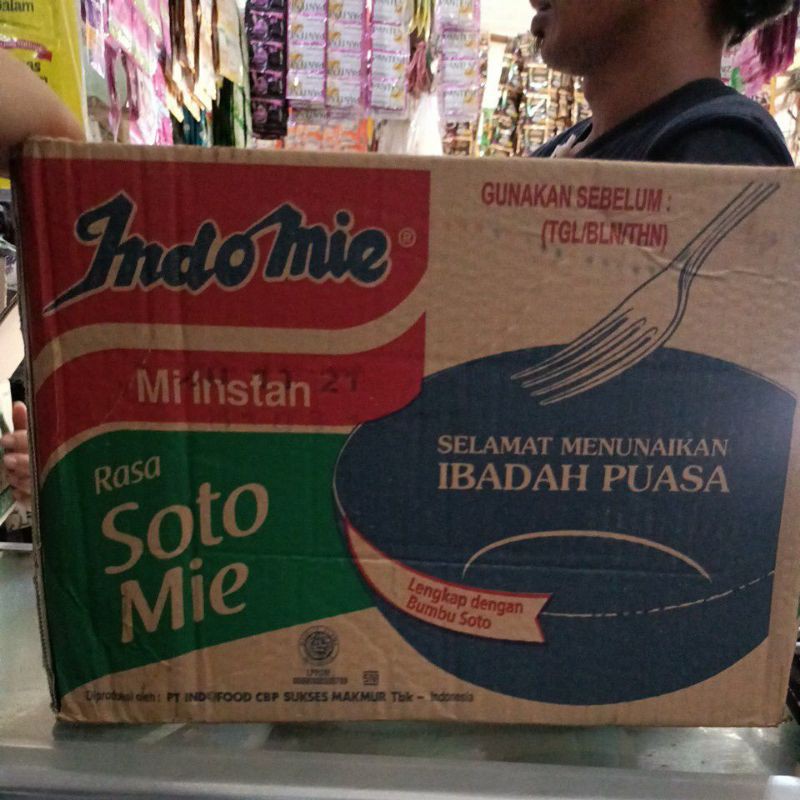 Indomie®
GUNAKAN SEBELUM :
(TGL/BLN/THN)
Mi Instan
SELAMAT MENUNAIKAN
IBADAH PUASA
Rasa
Soto
Mie
Lengkap dengan
Bumbu Soto
Diproduksi oleh : PT INDOFOOD CBP SUKSES MAKMUR Tbk - Indonesia